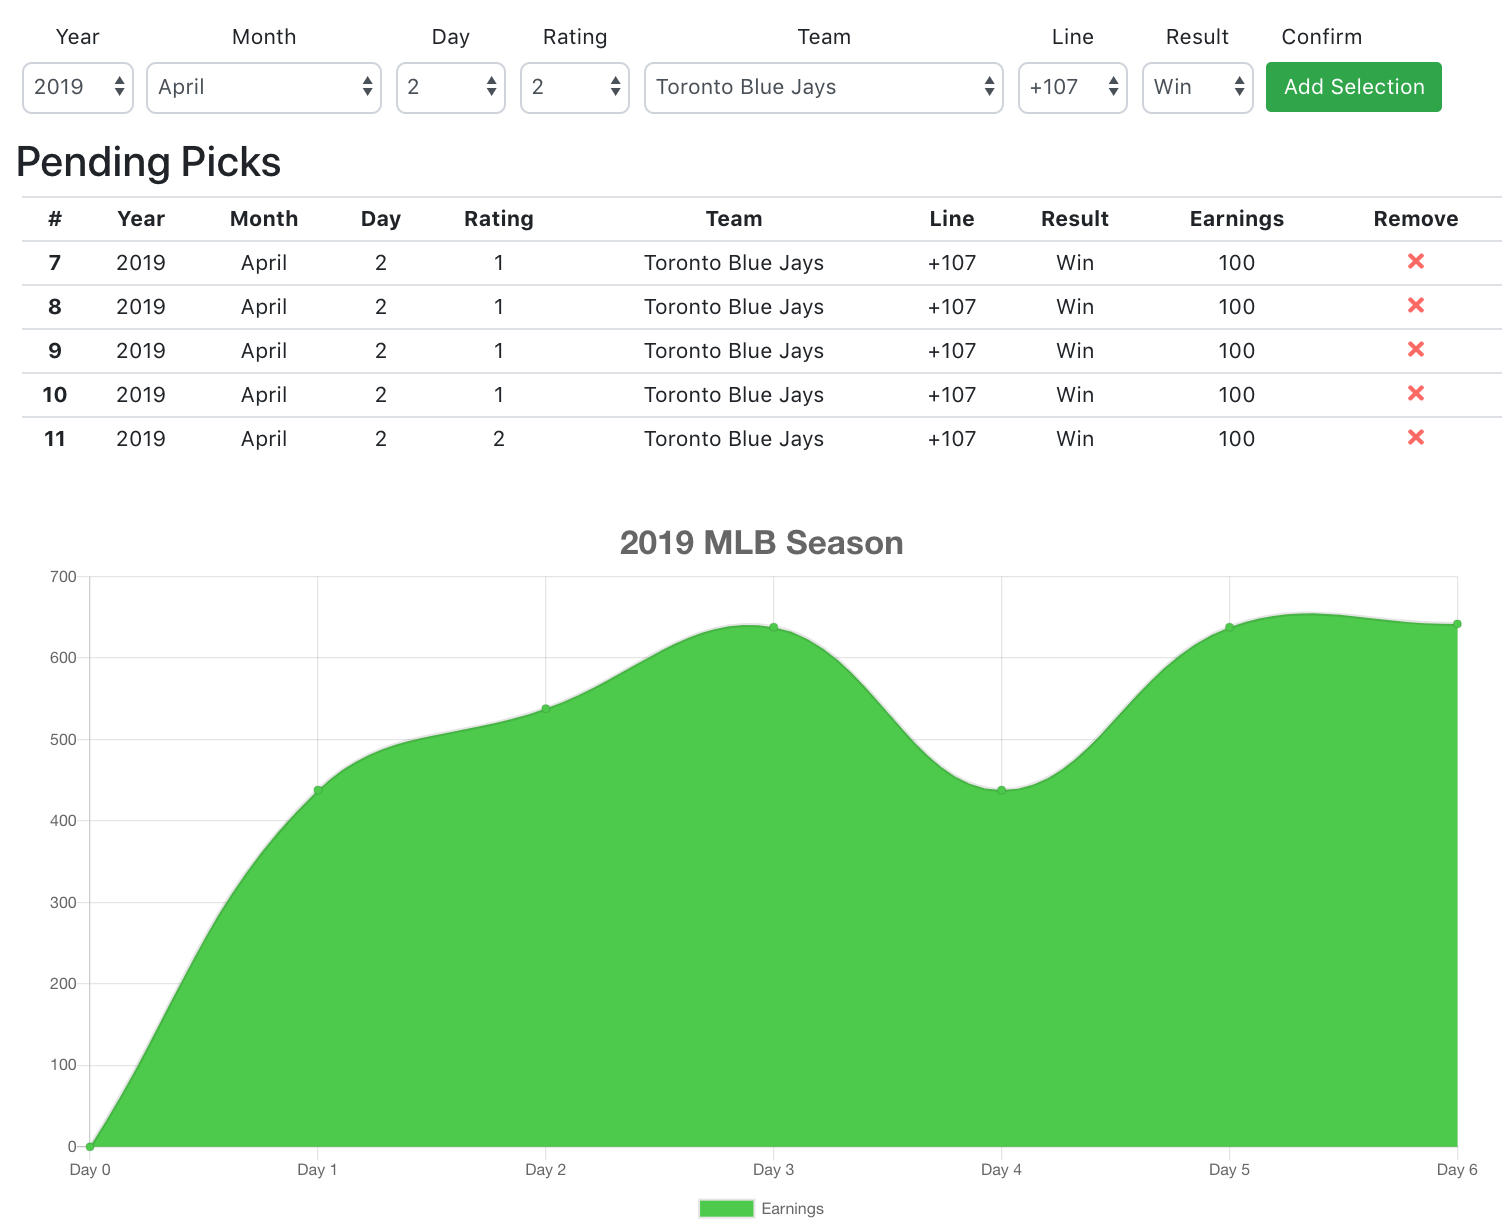 Year Month Day Rating Team Line Result Confirm
2019 April 2 2 Toronto Blue Jays +107 Win Add Selection
Pending Picks
# Year Month Day Rating Team Line Result Earnings Remove
7 2019 April 2 1 Toronto Blue Jays +107 Win 100
8 2019 April 2 1 Toronto Blue Jays +107 Win 100
9 2019 April 2 1 Toronto Blue Jays +107 Win 100
10 2019 April 2 1 Toronto Blue Jays +107 Win 100
11 2019 April 2 2 Toronto Blue Jays +107 Win 100
2019 MLB Season
700
600
500
400
300
200
100
0
Day 0 Day 1 Day 2 Day 3 Day 4 Day 5 Day 6
Earnings